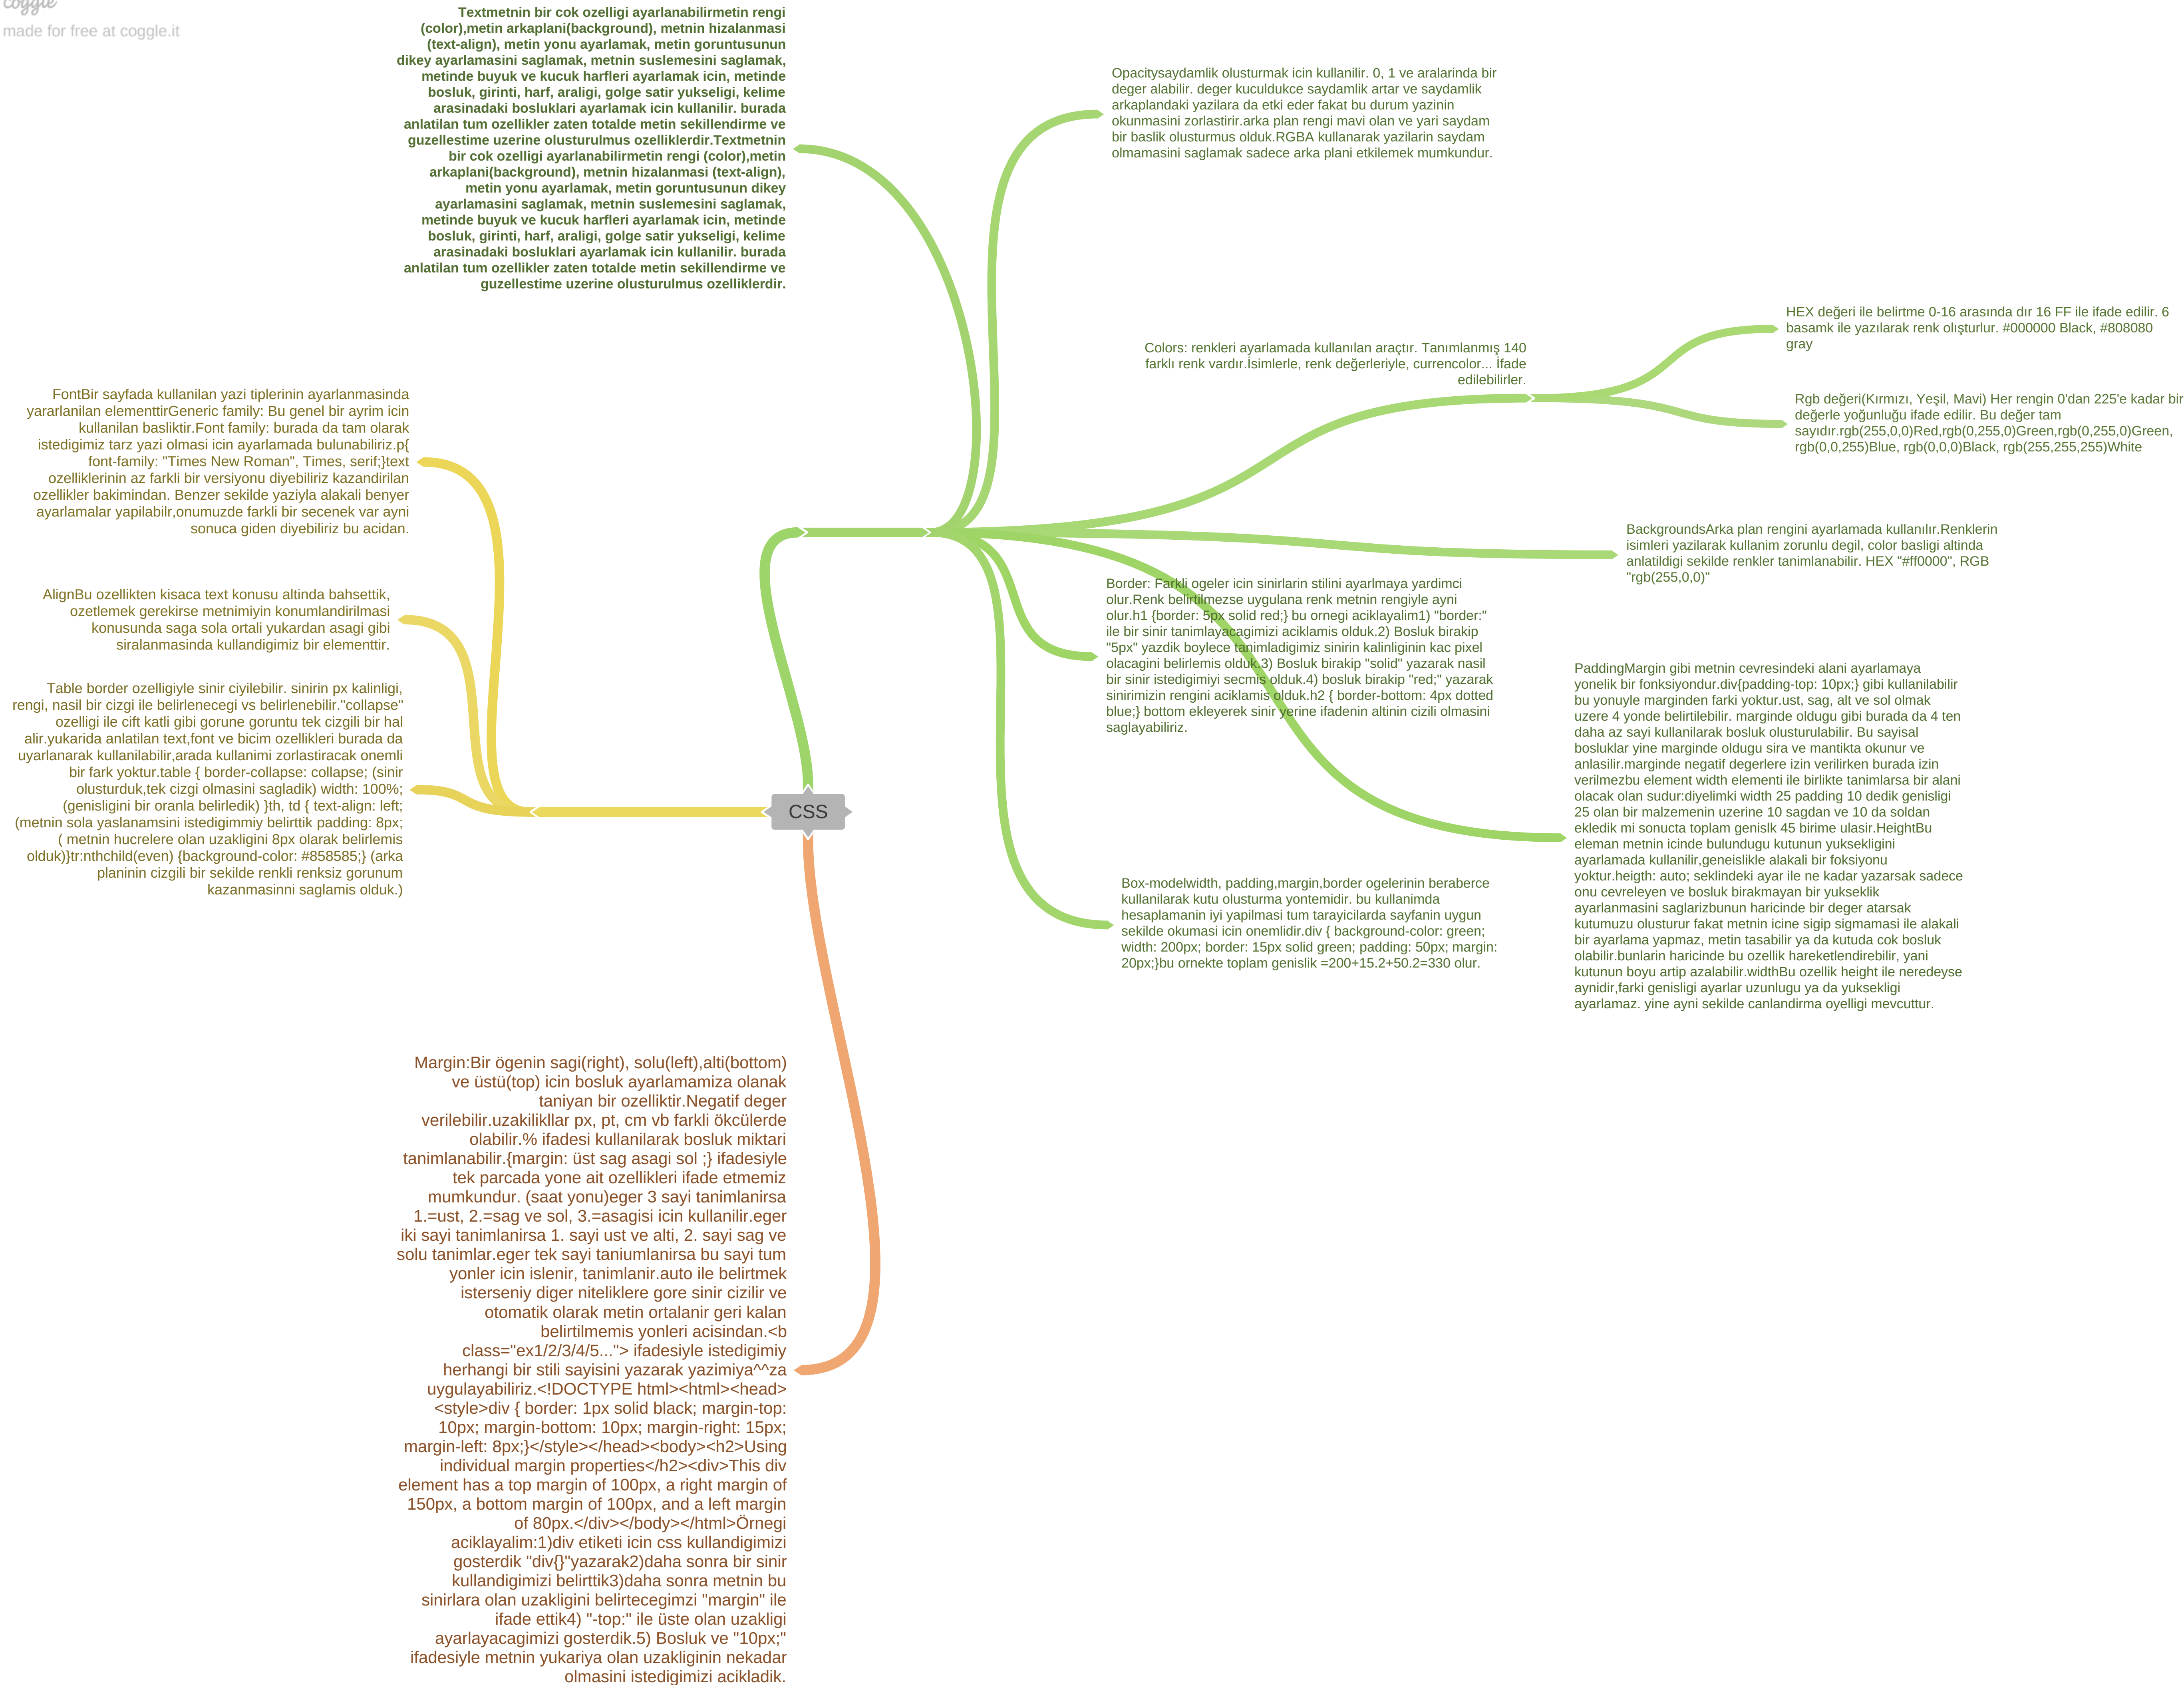 coggle
made for free at coggle.it
Textmetnin bir cok ozelligi ayarlanabilirmetin rengi
(color),metin arkaplani(background), metnin hizalanmasi
(text-align), metin yonu ayarlamak, metin goruntusunun
dikey ayarlamasini saglamak, metnin suslemesini saglamak,
metinde buyuk ve kucuk harfleri ayarlamak icin, metinde
bosluk, girinti, harf, araligi, golge satir yukseligi, kelime
arasinadaki bosluklari ayarlamak icin kullanilir. burada
anlatilan tum ozellikler zaten totalde metin sekillendirme ve
guzellestime uzerine olusturulmus ozelliklerdir.Textmetnin
bir cok ozelligi ayarlanabilirmetin rengi (color),metin
arkaplani(background), metnin hizalanmasi (text-align),
metin yonu ayarlamak, metin goruntusunun dikey
ayarlamasini saglamak, metnin suslemesini saglamak,
metinde buyuk ve kucuk harfleri ayarlamak icin, metinde
bosluk, girinti, harf, araligi, golge satir yukseligi, kelime
arasinadaki bosluklari ayarlamak icin kullanilir. burada
anlatilan tum ozellikler zaten totalde metin sekillendirme ve
guzellestime uzerine olusturulmus ozelliklerdir.
Opacitysaydamlik olusturmak icin kullanilir. 0, 1 ve aralarinda bir
deger alabilir. deger kuculdukce saydamlik artar ve saydamlik
arkaplandaki yazilara da etki eder fakat bu durum yazinin
okunmasini zorlastirir.arka plan rengi mavi olan ve yari saydam
bir baslik olusturmus olduk.RGBA kullanarak yazilarin saydam
olmamasini saglamak sadece arka plani etkilemek mumkundur.
Colors: renkleri ayarlamada kullanılan araçtır. Tanımlanmış 140
farklı renk vardır.İsimlerle, renk değerleriyle, currencolor... İfade
edilebilirler.
HEX değeri ile belirtme 0-16 arasında dır 16 FF ile ifade edilir. 6
basamk ile yazılarak renk olışturlur. #000000 Black, #808080
gray
Rgb değeri(Kırmızı, Yeşil, Mavi) Her rengin 0'dan 225'e kadar bir
değerle yoğunluğu ifade edilir. Bu değer tam
sayıdır.rgb(255,0,0)Red,rgb(0,255,0)Green,rgb(0,255,0)Green,
rgb(0,0,255)Blue, rgb(0,0,0)Black, rgb(255,255,255)White
BackgroundsArka plan rengini ayarlamada kullanılır.Renklerin
isimleri yazilarak kullanim zorunlu degil, color basligi altinda
anlatildigi sekilde renkler tanimlanabilir. HEX "#ff0000", RGB
"rgb(255,0,0)"
Border: Farkli ogeler icin sinirlarin stilini ayarlmaya yardimci
olur.Renk belirtilmezse uygulana renk metnin rengiyle ayni
olur.h1 {border: 5px solid red;} bu ornegi aciklayalim1) "border:"
ile bir sinir tanimlayacagimizi aciklamis olduk.2) Bosluk birakip
"5px" yazdik boylece tanimladigimiz sinirin kalinliginin kac pixel
olacagini belirlemis olduk.3) Bosluk birakip "solid" yazarak nasil
bir sinir istedigimiyi secmis olduk.4) bosluk birakip "red;" yazarak
sinirimizin rengini aciklamis olduk.h2 { border-bottom: 4px dotted
blue;} bottom ekleyerek sinir yerine ifadenin altinin cizili olmasini
saglayabiliriz.
PaddingMargin gibi metnin cevresindeki alani ayarlamaya
yonelik bir fonksiyondur.div{padding-top: 10px;} gibi kullanilabilir
bu yonuyle marginden farki yoktur.ust, sag, alt ve sol olmak
uzere 4 yonde belirtilebilir. marginde oldugu gibi burada da 4 ten
daha az sayi kullanilarak bosluk olusturulabilir. Bu sayisal
bosluklar yine marginde oldugu sira ve mantikta okunur ve
anlasilir.marginde negatif degerlere izin verilirken burada izin
verilmezbu element width elementi ile birlikte tanimlarsa bir alani
olacak olan sudur:diyelimki width 25 padding 10 dedik genisligi
25 olan bir malzemenin uzerine 10 sagdan ve 10 da soldan
ekledik mi sonucta toplam genislk 45 birime ulasir.HeightBu
eleman metnin icinde bulundugu kutunun yuksekligini
ayarlamada kullanilir,geneislikle alakali bir foksiyonu
yoktur.heigth: auto; seklindeki ayar ile ne kadar yazarsak sadece
onu cevreleyen ve bosluk birakmayan bir yukseklik
ayarlanmasini saglarizbunun haricinde bir deger atarsak
kutumuzu olusturur fakat metnin icine sigip sigmamasi ile alakali
bir ayarlama yapmaz, metin tasabilir ya da kutuda cok bosluk
olabilir.bunlarin haricinde bu ozellik hareketlendirebilir, yani
kutunun boyu artip azalabilir.widthBu ozellik height ile neredeyse
aynidir,farki genisligi ayarlar uzunlugu ya da yuksekligi
ayarlamaz. yine ayni sekilde canlandirma oyelligi mevcuttur.
Box-modelwidth, padding,margin,border ogelerinin beraberce
kullanilarak kutu olusturma yontemidir. bu kullanimda
hesaplamanin iyi yapilmasi tum tarayicilarda sayfanin uygun
sekilde okumasi icin onemlidir.div { background-color: green;
width: 200px; border: 15px solid green; padding: 50px; margin:
20px;}bu ornekte toplam genislik =200+15.2+50.2=330 olur.
FontBir sayfada kullanilan yazi tiplerinin ayarlanmasinda
yararlanilan elementtirGeneric family: Bu genel bir ayrim icin
kullanilan basliktir.Font family: burada da tam olarak
istedigimiz tarz yazi olmasi icin ayarlamada bulunabiliriz.p{
font-family: "Times New Roman", Times, serif;}text
ozelliklerinin az farkli bir versiyonu diyebiliriz kazandirilan
ozellikler bakimindan. Benzer sekilde yaziyla alakali benyer
ayarlamalar yapilabilr,onumuzde farkli bir secenek var ayni
sonuca giden diyebiliriz bu acidan.
AlignBu ozellikten kisaca text konusu altinda bahsettik,
ozetlemek gerekirse metnimiyin konumlandirilmasi
konusunda saga sola ortali yukardan asagi gibi
siralanmasinda kullandigimiz bir elementtir.
Table border ozelligiyle sinir ciyilebilir. sinirin px kalinligi,
rengi, nasil bir cizgi ile belirlenecegi vs belirlenebilir."collapse"
ozelligi ile cift katli gibi gorune goruntu tek cizgili bir hal
alir.yukarida anlatilan text,font ve bicim ozellikleri burada da
uyarlanarak kullanilabilir,arada kullanimi zorlastiracak onemli
bir fark yoktur.table { border-collapse: collapse; (sinir
olusturduk,tek cizgi olmasini sagladik) width: 100%;
(genisligini bir oranla belirledik) }th, td { text-align: left;
(metnin sola yaslanamsini istedigimmiy belirttik padding: 8px;
( metnin hucrelere olan uzakligini 8px olarak belirlemis
olduk)}tr:nthchild(even) {background-color: #858585;} (arka
planinin cizgili bir sekilde renkli renksiz gorunum
kazanmasinni saglamis olduk.)
CSS
Margin:Bir ögenin sagi(right), solu(left),alti(bottom)
ve üstü(top) icin bosluk ayarlamamiza olanak
taniyan bir ozelliktir.Negatif deger
verilebilir.uzakilikllar px, pt, cm vb farkli ökcülerde
olabilir.% ifadesi kullanilarak bosluk miktari
tanimlanabilir.{margin: üst sag asagi sol ;} ifadesiyle
tek parcada yone ait ozellikleri ifade etmemiz
mumkundur. (saat yonu)eger 3 sayi tanimlanirsa
1.=ust, 2.=sag ve sol, 3.=asagisi icin kullanilir.eger
iki sayi tanimlanirsa 1. sayi ust ve alti, 2. sayi sag ve
solu tanimlar.eger tek sayi taniumlanirsa bu sayi tum
yonler icin islenir, tanimlanir.auto ile belirtmek
isterseniy diger niteliklere gore sinir cizilir ve
otomatik olarak metin ortalanir geri kalan
belirtilmemis yonleri acisindan.<b
class="ex1/2/3/4/5..."> ifadesiyle istedigimiy
herhangi bir stili sayisini yazarak yazimiya^^za
uygulayabiliriz.<!DOCTYPE html><html><head>
<style>div { border: 1px solid black; margin-top:
10px; margin-bottom: 10px; margin-right: 15px;
margin-left: 8px;}</style></head><body><h2>Using
individual margin properties</h2><div>This div
element has a top margin of 100px, a right margin of
150px, a bottom margin of 100px, and a left margin
of 80px.</div></body></html>Örnegi
aciklayalim:1)div etiketi icin css kullandigimizi
gosterdik "div{}"yazarak2)daha sonra bir sinir
kullandigimizi belirttik3)daha sonra metnin bu
sinirlara olan uzakligini belirtecegimzi "margin" ile
ifade ettik4) "-top:" ile üste olan uzakligi
ayarlayacagimizi gosterdik.5) Bosluk ve "10px;"
ifadesiyle metnin yukariya olan uzakliginin nekadar
olmasini istedigimizi acikladik.